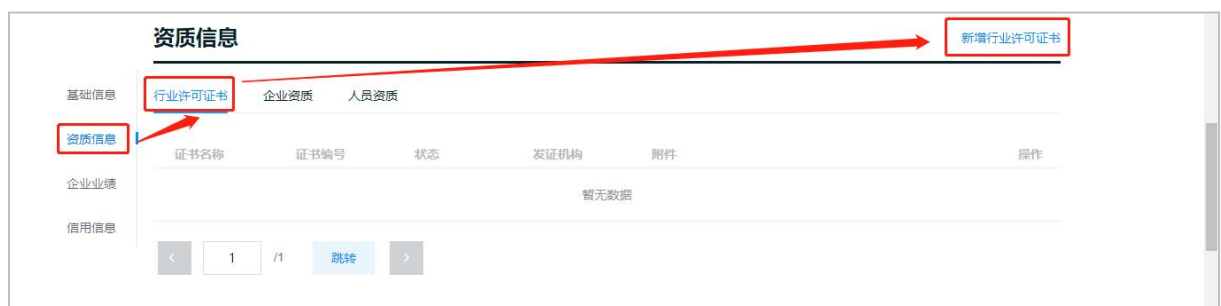 资质信息
新增行业许可证书
基础信息
行业许可证书 企业资质 人员资质
资质信息
证书名称 证书编号 状态 发证机构 附件 操作
企业业绩
暂无数据
信用信息
< 1 /1 跳转 >